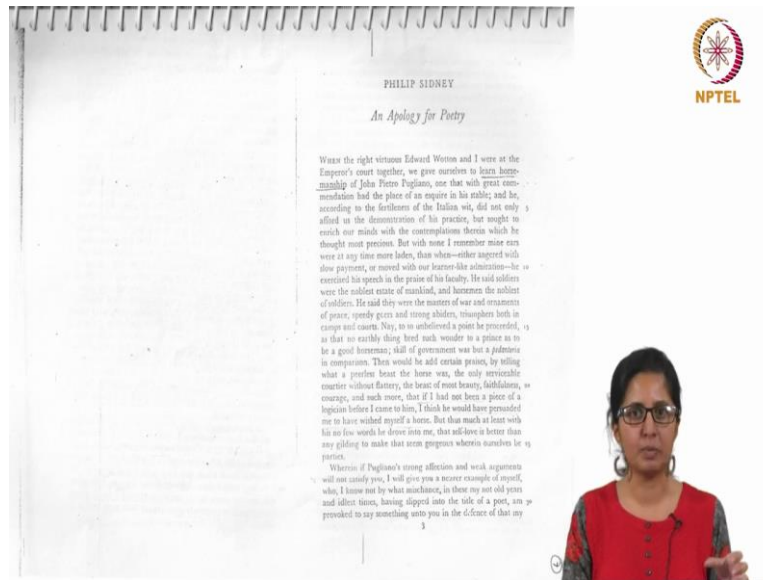 PHILIP SIDNEY
An Apology for Poetry
WHEN the right virtuous Edward Wotton and I were at the
Emperor's court together, we gave ourselves to learn horse-
manship of John Pietro Pugliano, one that with great com-
mendation had the place of an esquire in his stable; and he,
according to the fertileness of the Italian wit, did not only 5
afford us the demonstration of his practice, but sought to
enrich our minds with the contemplations therein which he
thought most precious. But with none I remember mine ears
were at any time more laden, than when—either angered with
slow payment, or moved with our learner-like admiration—he 10
exercised his speech in the praise of his faculty. He said soldiers
were the noblest estate of mankind, and horsemen the noblest
of soldiers. He said they were the masters of war and ornaments
of peace, speedy goers and strong abiders, triumphers both in
camps and courts. Nay, to so unbelieved a point he proceeded, 15
as that no earthly thing bred such wonder to a prince as to
be a good horseman; skill of government was but a pedanteria
in comparison. Then would he add certain praises, by telling
what a peerless beast the horse was, the only serviceable
courtier without flattery, the beast of most beauty, faithfulness, 20
courage, and such more, that if I had not been a piece of a
logician before I came to him, I think he would have persuaded
me to have wished myself a horse. But thus much at least with
his no few words he drove into me, that self-love is better than
any gilding to make that seem gorgeous wherein ourselves be 25
parties.
Wherein if Pugliano's strong affection and weak arguments
will not satisfy you, I will give you a nearer example of myself,
who, I know not by what mischance, in these my not old years
and idlest times, having slipped into the title of a poet, am 30
provoked to say something unto you in the defence of that my
3
NPTEL